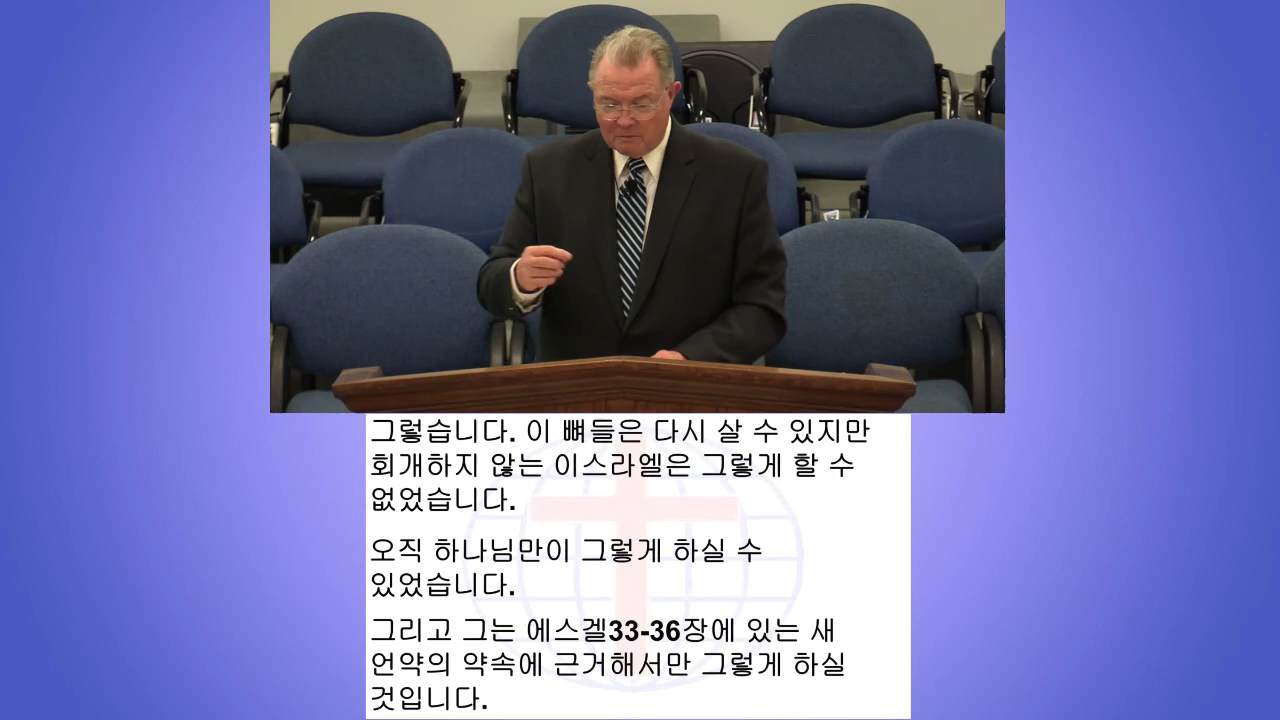 그렇습니다. 이 뼈들은 다시 살 수 있지만
회개하지 않는 이스라엘은 그렇게 할 수
없었습니다.
오직 하나님만이 그렇게 하실 수
있었습니다.
그리고 그는 에스겔33-36장에 있는 새
언약의 약속에 근거해서만 그렇게 하실
것입니다.